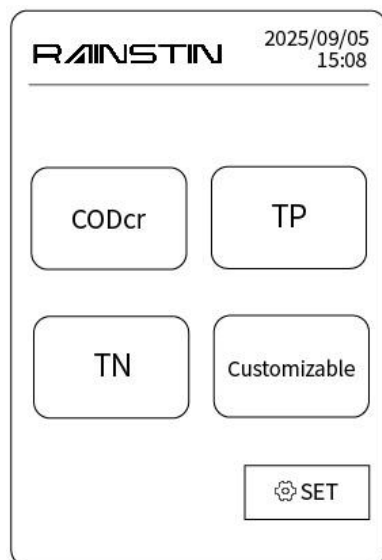 RAINSTIN
2025/09/05
15:08
CODcr
TP
TN
Customizable
SET